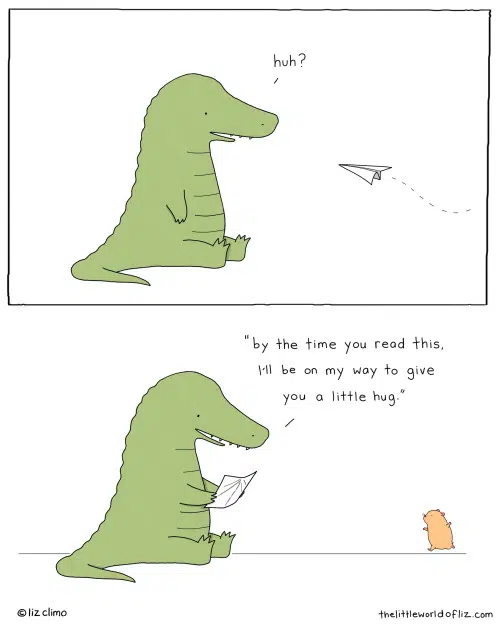 huh?
"by the time you read this,
I'll be on my way to give
you a little hug."
©liz climo
thelittleworldofliz.com